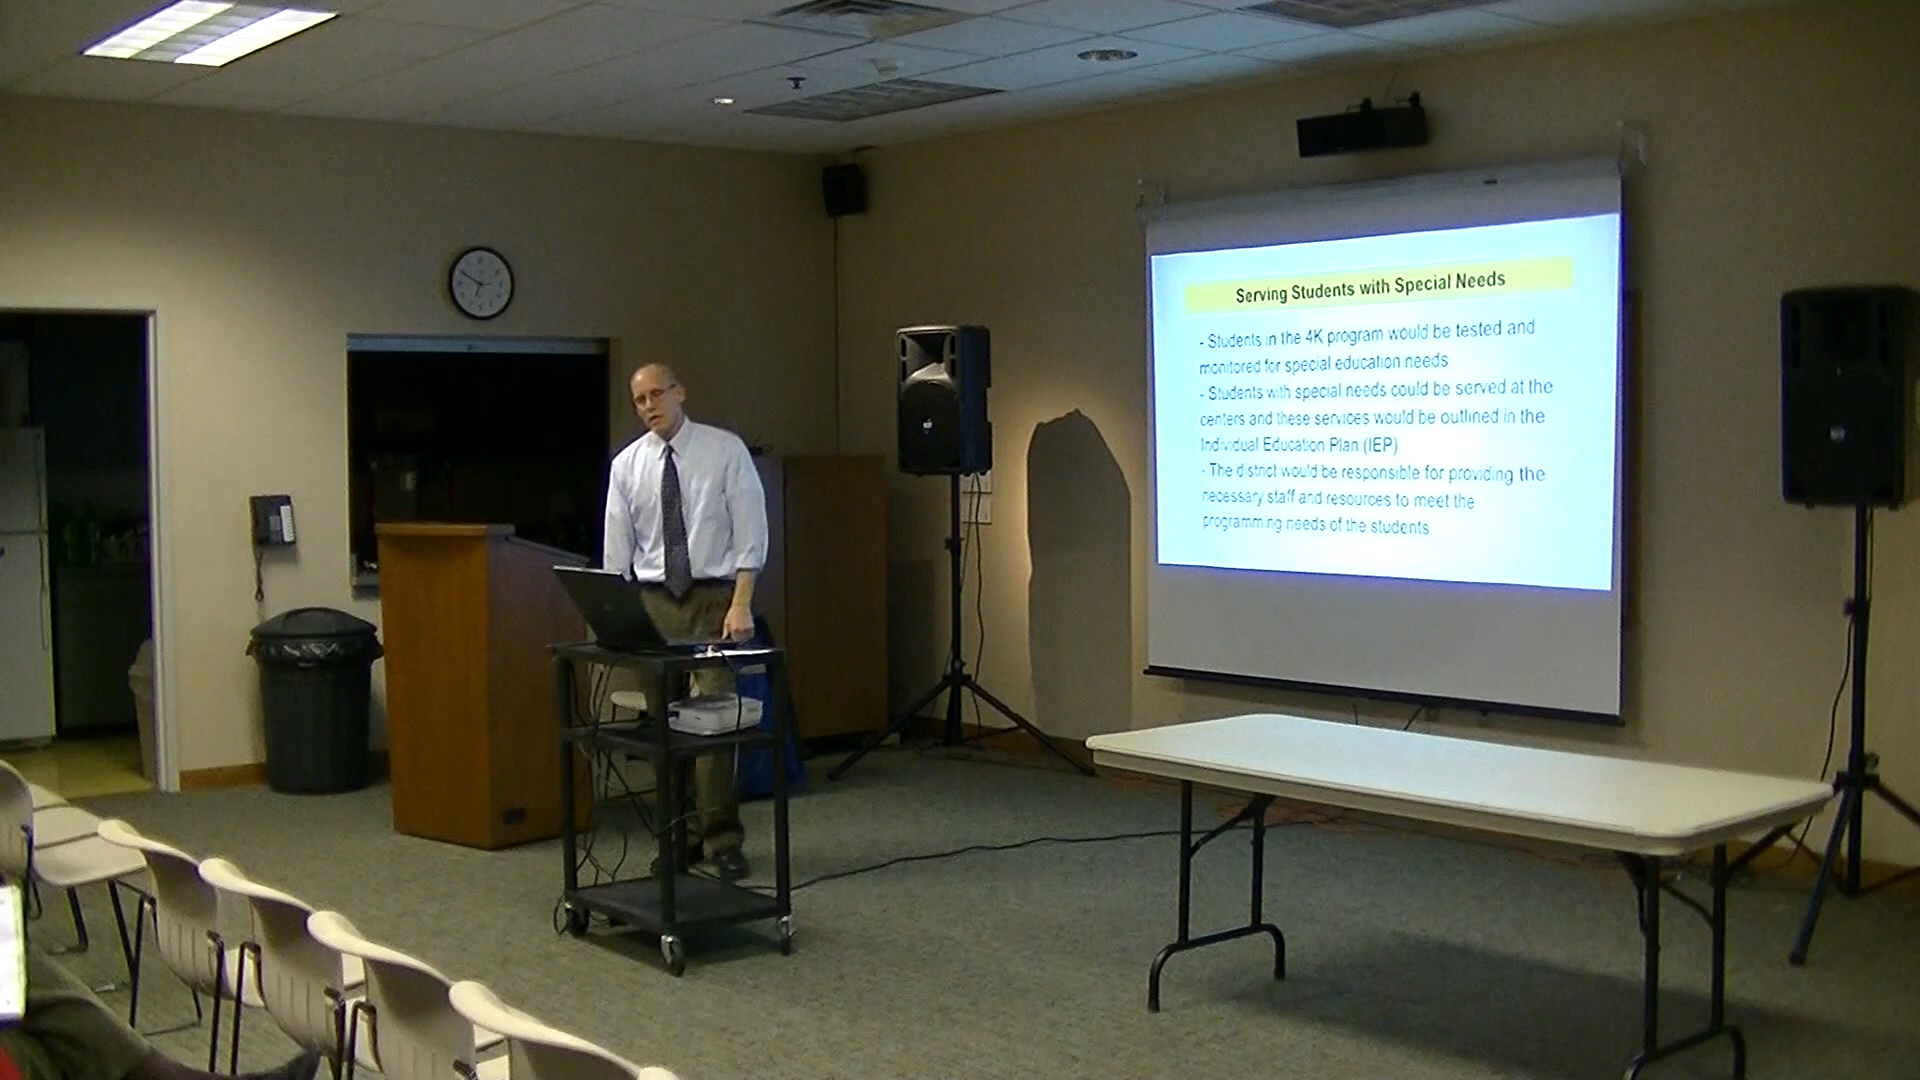 Serving Students with Special Needs
- Students in the 4K program would be tested and
monitored for special education needs
- Students with special needs could be served at the
centers and these services would be outlined in the
Individual Education Plan (IEP)
- The district would be responsible for providing the
necessary staff and resources to meet the
programming needs of the students